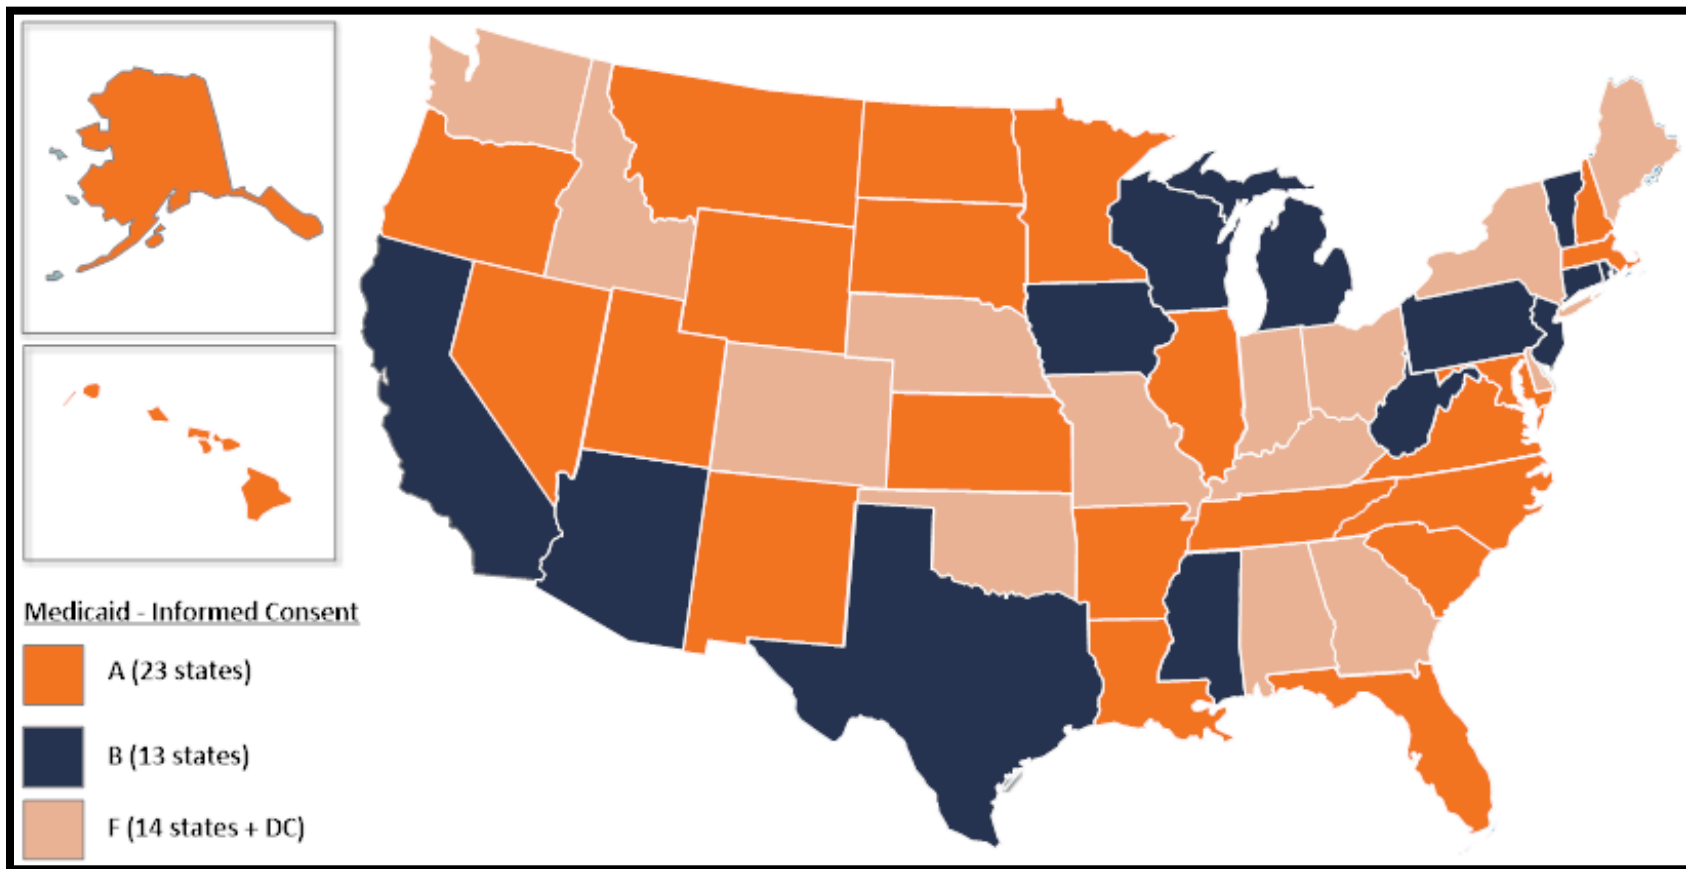 Medicaid - Informed Consent
A (23 states)
B (13 states)
F (14 states + DC)